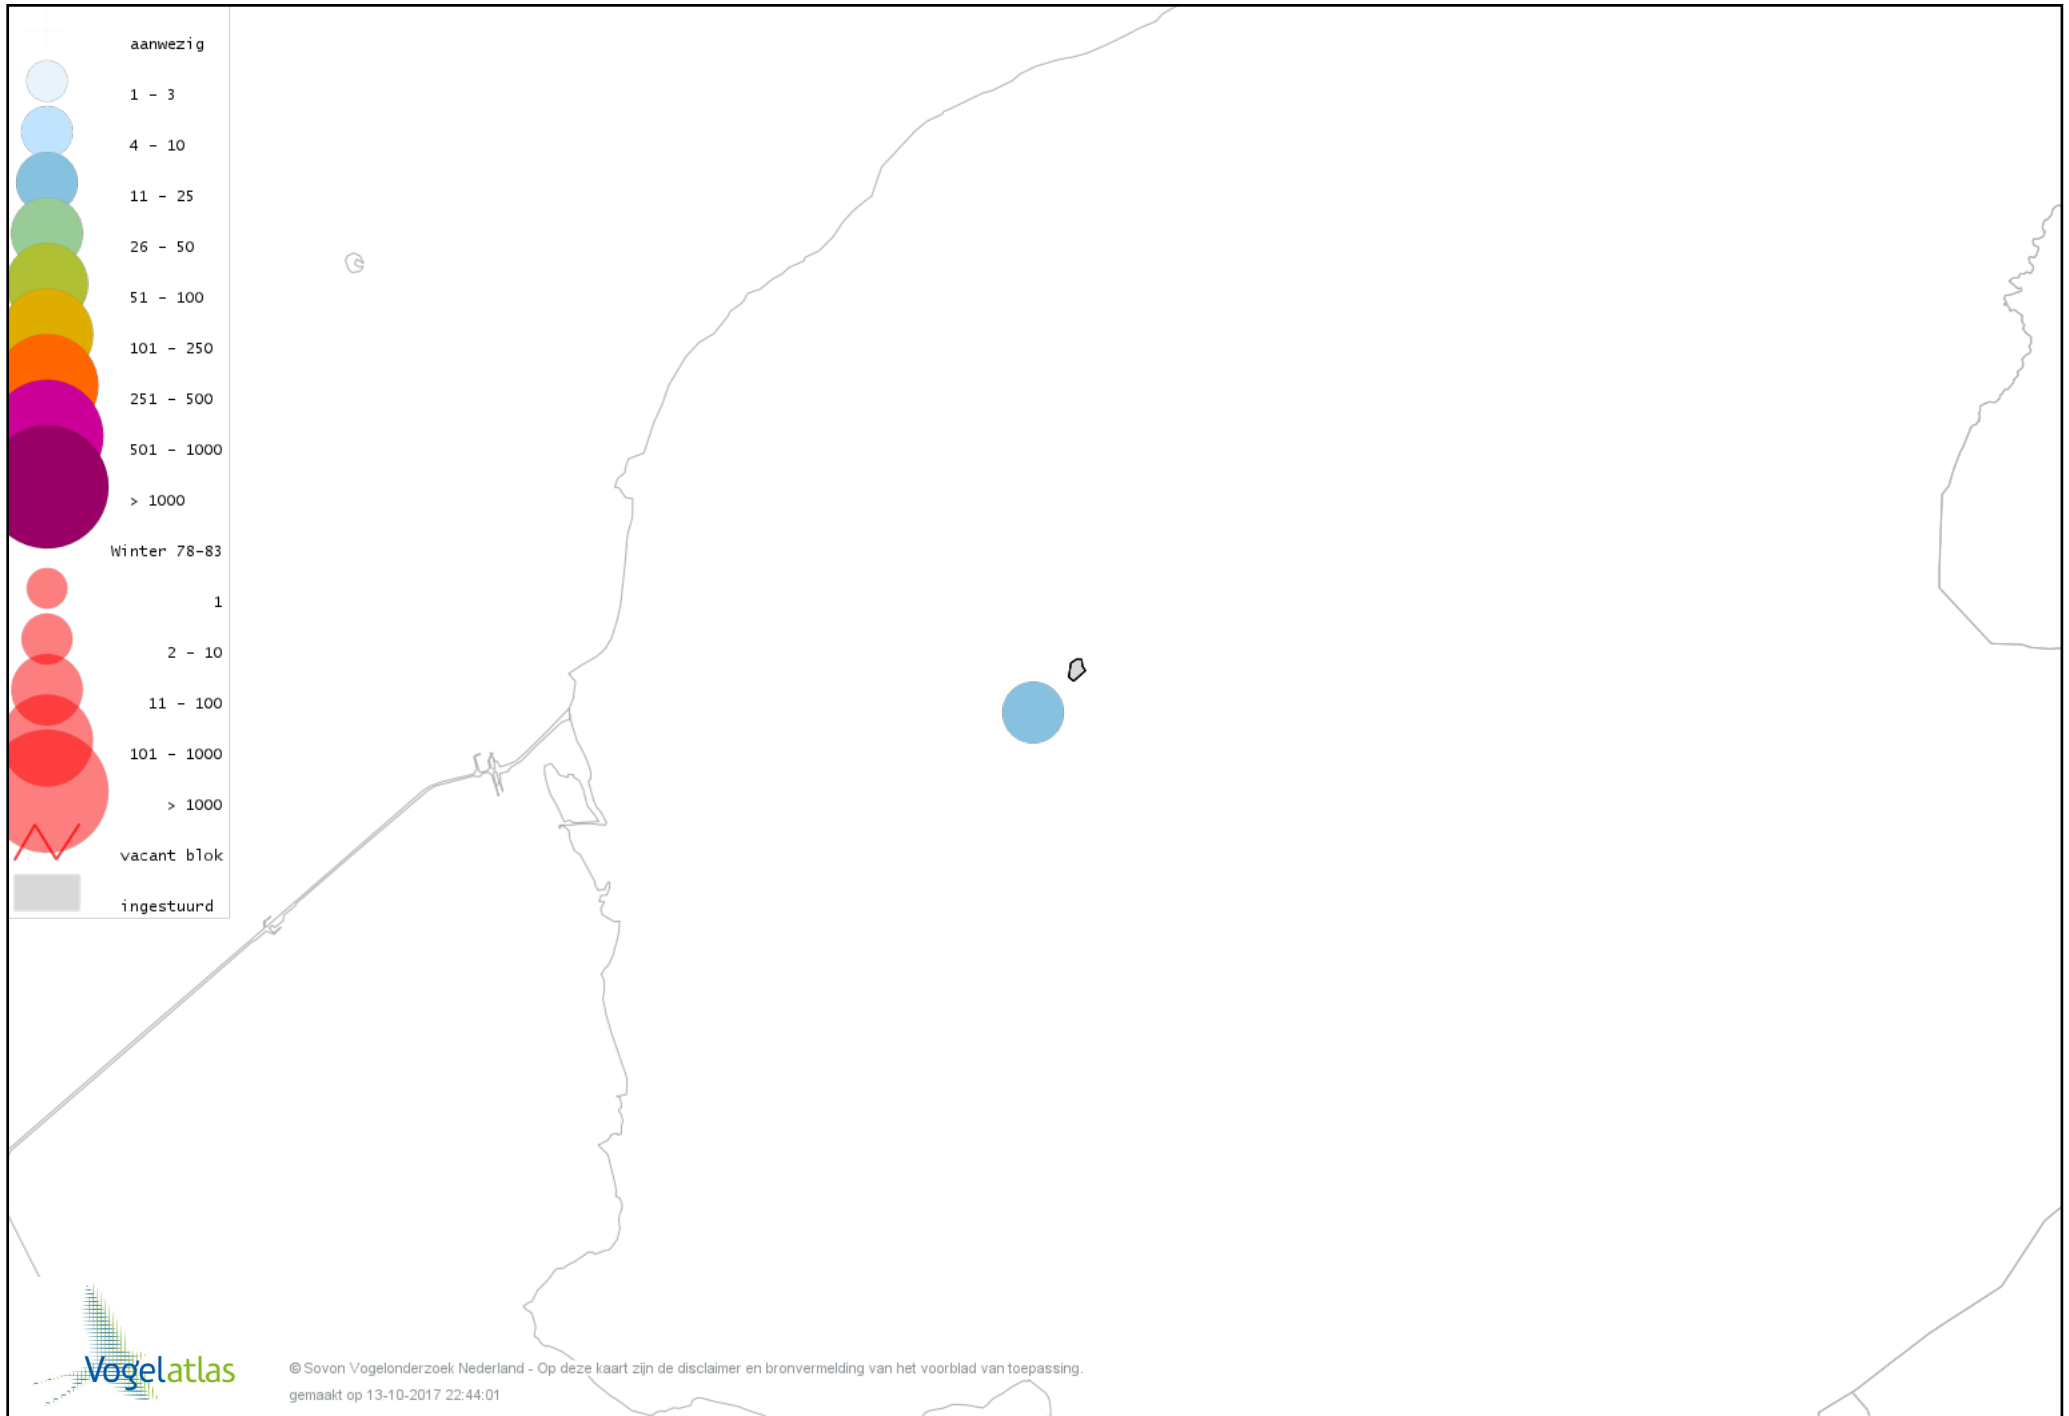 aanwezig
1 - 3
4 - 10
11 - 25
26 - 50
51 - 100
101 - 250
251 - 500
501 - 1000
> 1000
Winter 78-83
1
2 - 10
11 - 100
101 - 1000
> 1000
vacant blok
ingestuurd
Vogelatlas
© Sovon Vogelonderzoek Nederland - Op deze kaart zijn de disclaimer en bronvermelding van het voorblad van toepassing.
gemaakt op 13-10-2017 22:44:01